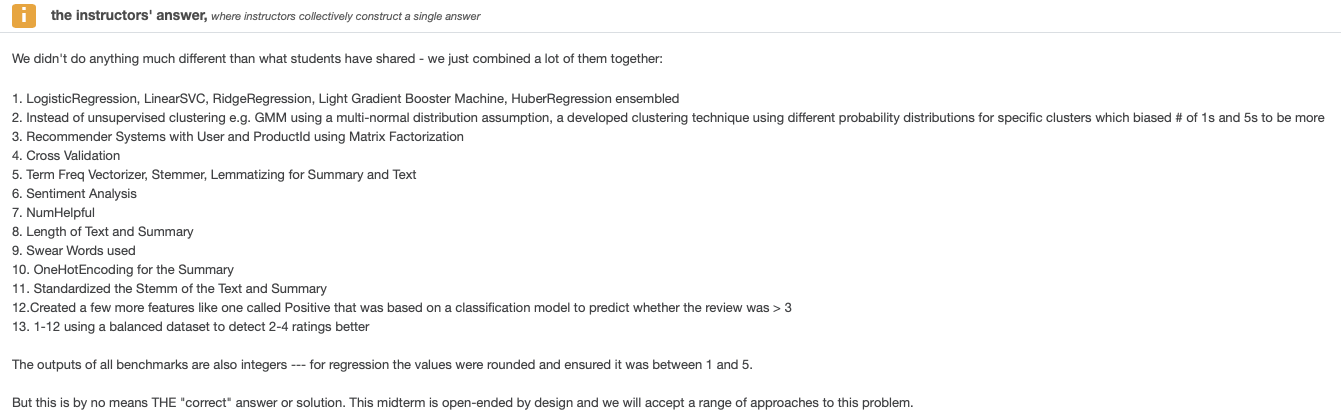 i the instructors' answer, where instructors collectively construct a single answer
We didn't do anything much different than what students have shared - we just combined a lot of them together:
1. LogisticRegression, LinearSVC, RidgeRegression, Light Gradient Booster Machine, HuberRegression ensembled
2. Instead of unsupervised clustering e.g. GMM using a multi-normal distribution assumption, a developed clustering technique using different probability distributions for specific clusters which biased # of 1s and 5s to be more
3. Recommender Systems with User and ProductId using Matrix Factorization
4. Cross Validation
5. Term Freq Vectorizer, Stemmer, Lemmatizing for Summary and Text
6. Sentiment Analysis
7. NumHelpful
8. Length of Text and Summary
9. Swear Words used
10. OneHotEncoding for the Summary
11. Standardized the Stemm of the Text and Summary
12.Created a few more features like one called Positive that was based on a classification model to predict whether the review was > 3
13. 1-12 using a balanced dataset to detect 2-4 ratings better
The outputs of all benchmarks are also integers --- for regression the values were rounded and ensured it was between 1 and 5.
But this is by no means THE "correct" answer or solution. This midterm is open-ended by design and we will accept a range of approaches to this problem.